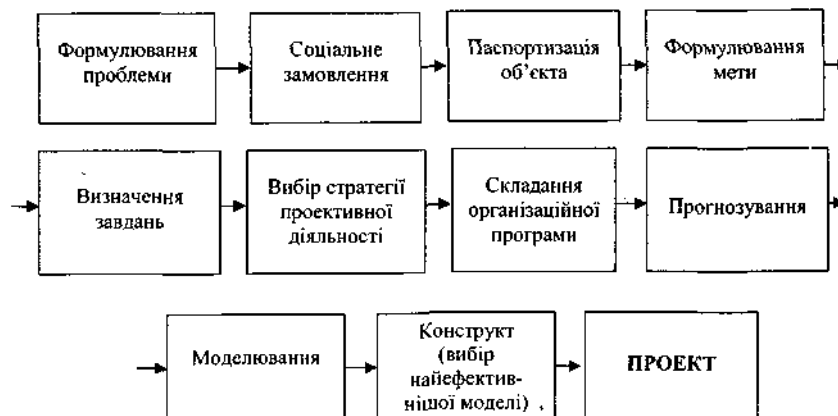 Формулювання
проблеми
Соціальне
замовлення
Паспортизація
об'єкта
Формулювання
мети
Визначення
завдань
Вибір стратегії
проективної
діяльності
Складання
організаційної
програми
Прогнозування
Моделювання
Конструкт
(вибір
найефектив-
нішої моделі)
ПРОЕКТ